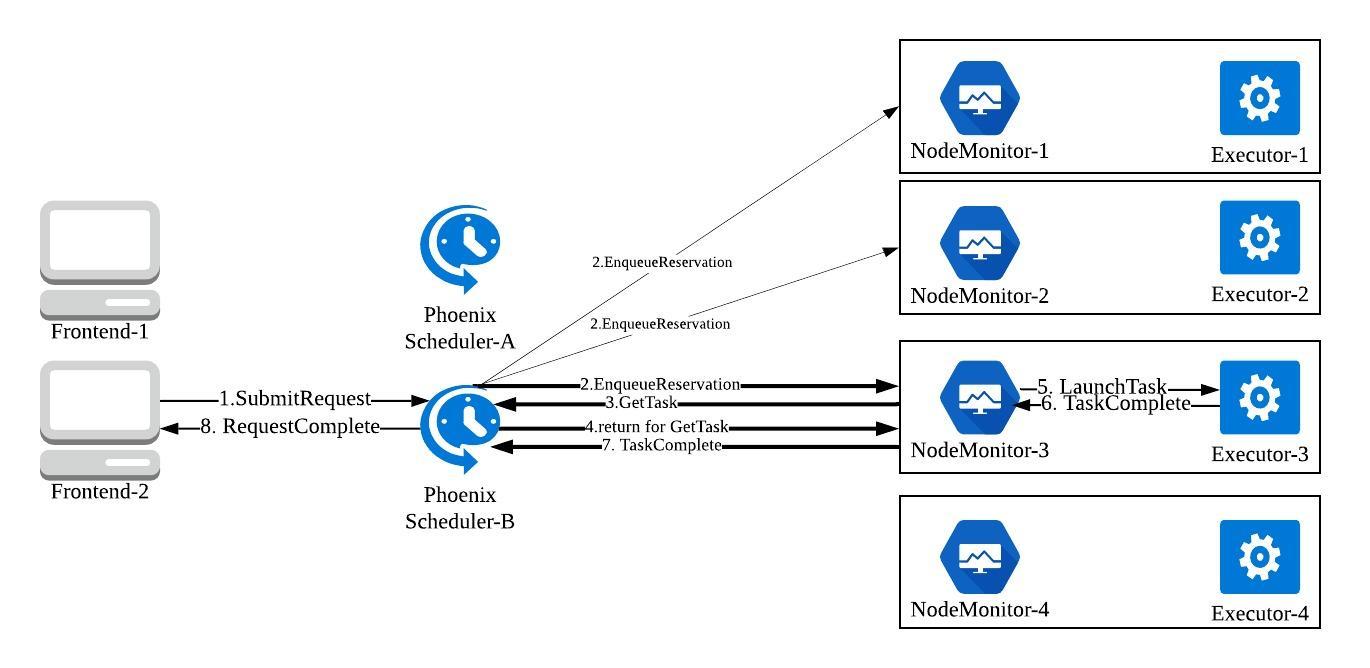 NodeMonitor-1
Executor-1
NodeMonitor-2
Executor-2
Frontend-1
Phoenix
Scheduler-A
2.EnqueueReservation
2.EnqueueReservation
1.SubmitRequest
8. RequestComplete
2.EnqueueReservation
3.GetTask
4.return for GetTask
7. TaskComplete
5. LaunchTask
6. TaskComplete
NodeMonitor-3
Executor-3
Frontend-2
Phoenix
Scheduler-B
NodeMonitor-4
Executor-4